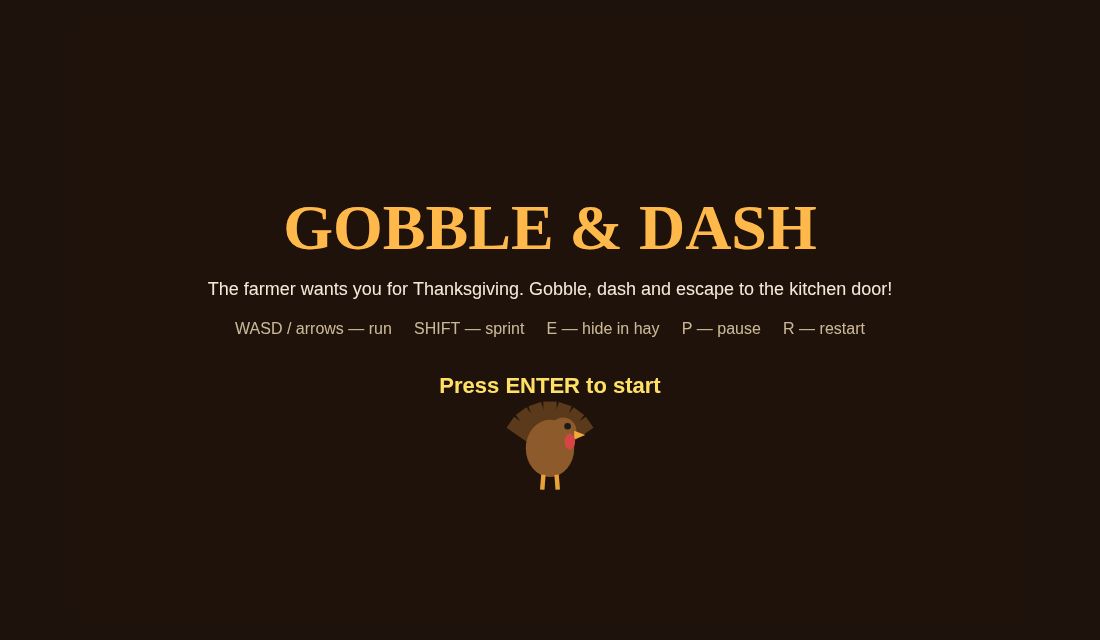 GOBBLE & DASH
The farmer wants you for Thanksgiving. Gobble, dash and escape to the kitchen door!
WASD / arrows — run SHIFT — sprint E — hide in hay P — pause R — restart
Press ENTER to start